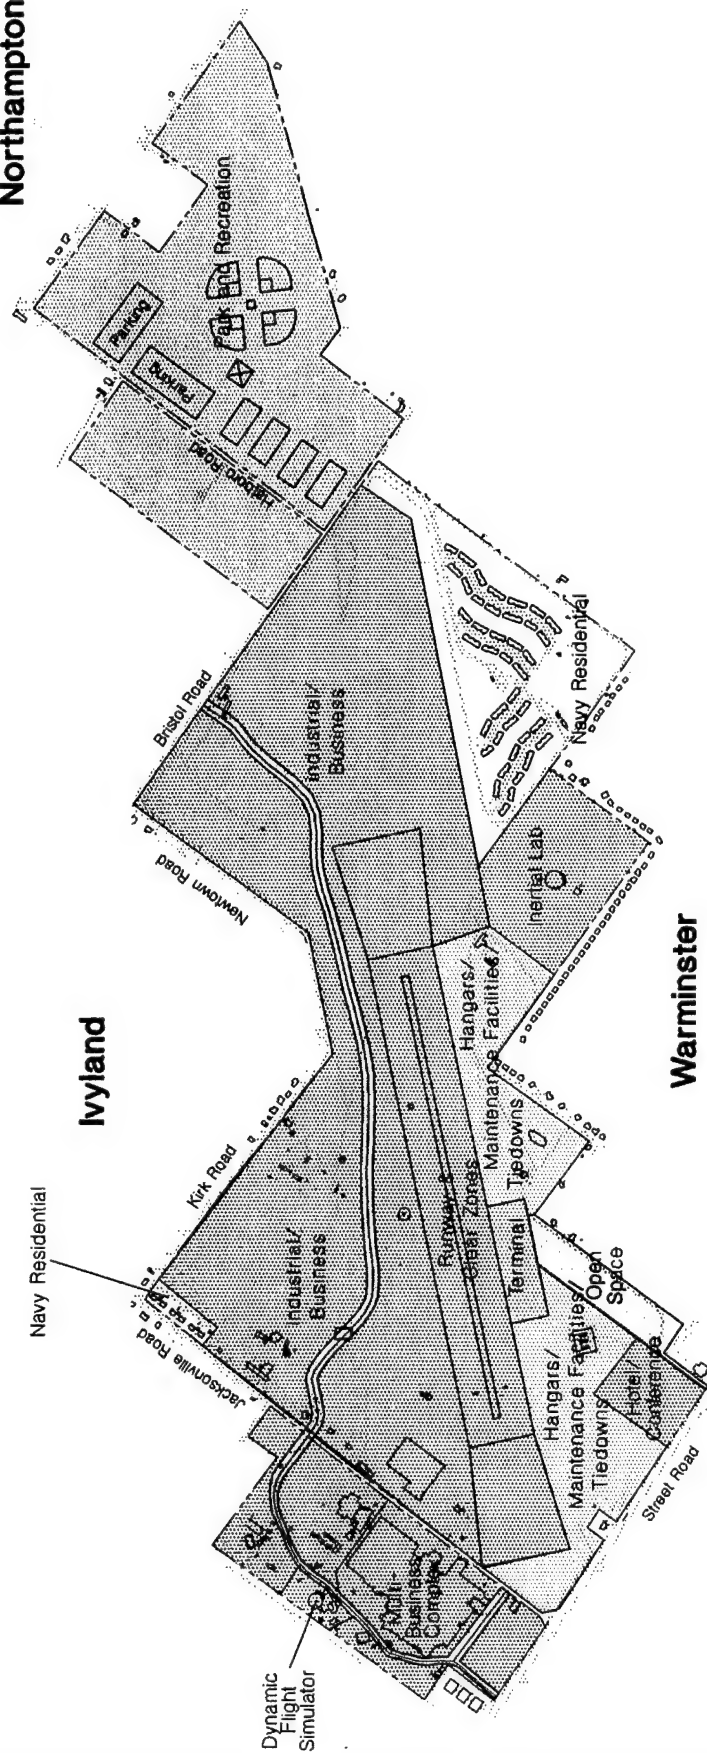 Northampton
Park and Recreation
Parking
Parking
Hatboro Road
Bristol Road
Industrial/
Business
Navy Residential
Newtown Road
Inertial Lab
Ivyland
Warminster
Hangars/
Maintenance Facilities/
Tiedowns
Kirk Road
Runway &
Clear Zones
Terminal
Navy Residential
Industrial/
Business
Open
Space
Jacksonville Road
Hangars/
Maintenance Facilities/
Tiedowns
Hotel/
Conference
Street Road
Multi-
Business
Complex
Dynamic
Flight
Simulator